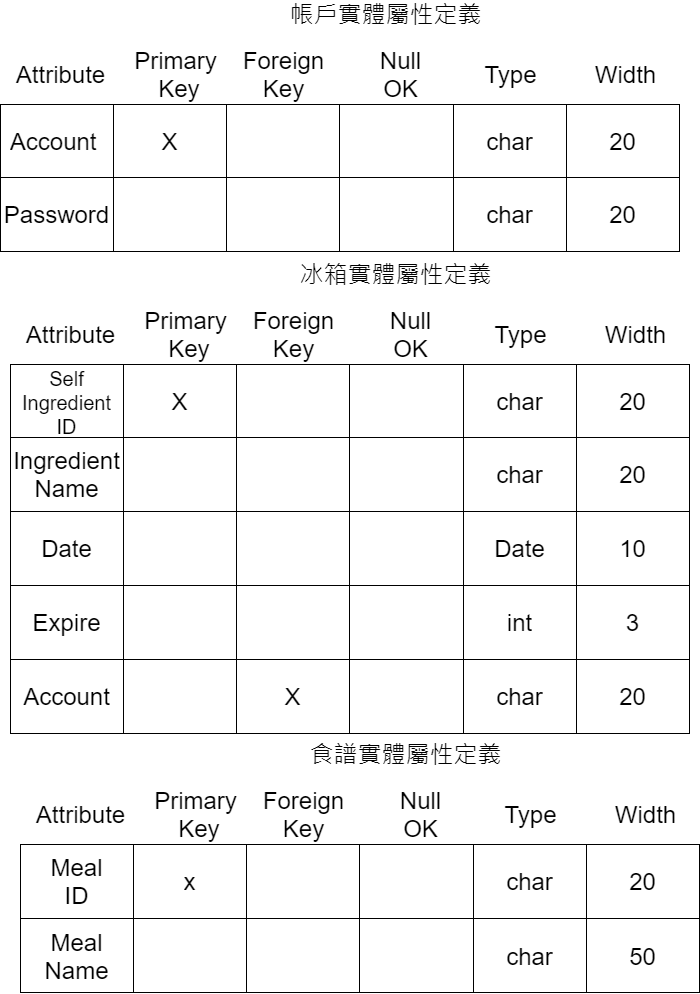 帳戶實體屬性定義
Attribute Primary Key Foreign Key Null OK Type Width
Account X char 20
Password char 20
冰箱實體屬性定義
Attribute Primary Key Foreign Key Null OK Type Width
Self Ingredient ID X char 20
Ingredient Name char 20
Date Date 10
Expire int 3
Account X char 20
食譜實體屬性定義
Attribute Primary Key Foreign Key Null OK Type Width
Meal ID x char 20
Meal Name char 50